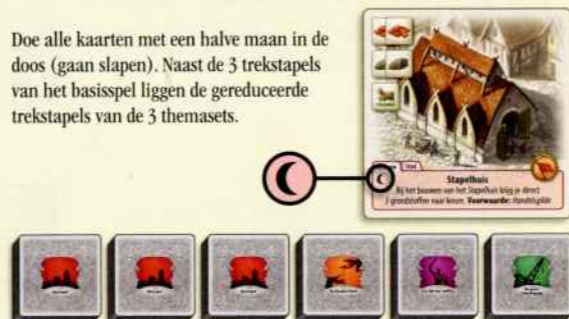 Doe alle kaarten met een halve maan in de
doos (gaan slapen). Naast de 3 trekstapels
van het basisspel liggen de gereduceerde
trekstapels van de 3 themasets.
Stad
Stapelhuis
Bij het bouwen van het Stapelhuis krijg je direct
2 grondstoffen naar keuze. Voorwaarde: Handelsgilde